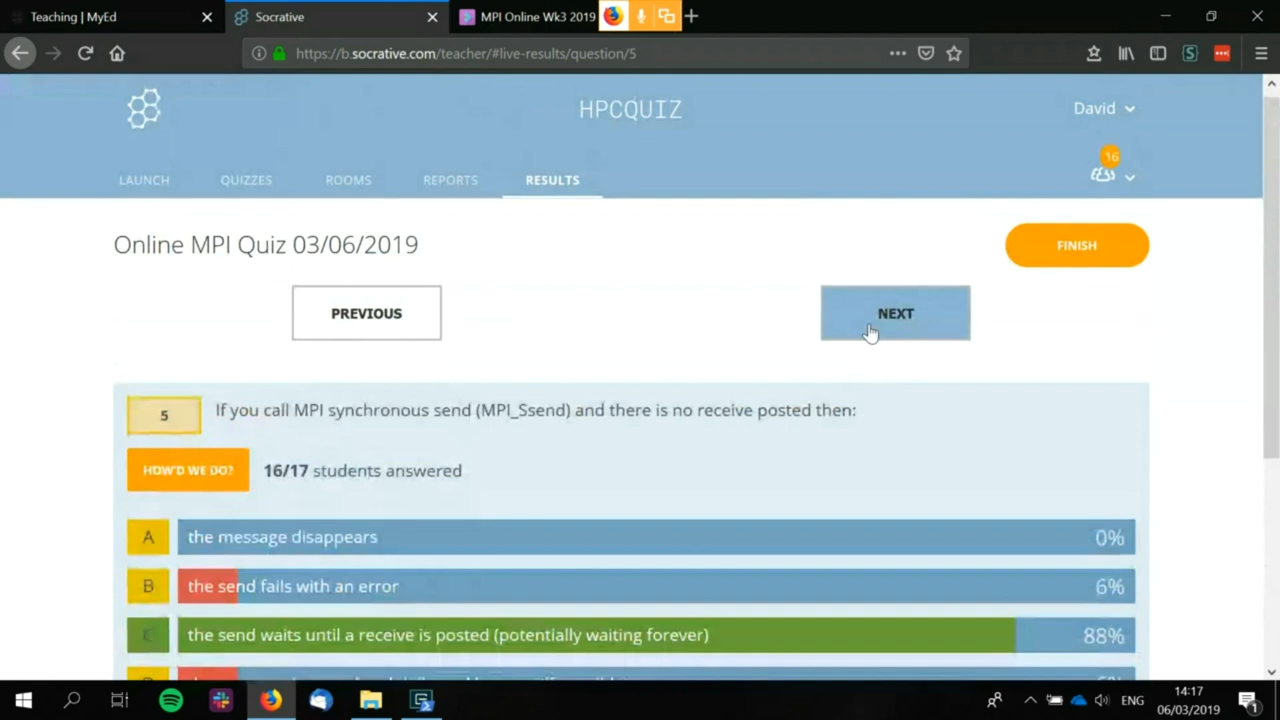 Teaching | MyEd
Socrative
MPI Online Wk3 2019
https://b.socrative.com/teacher/#live-results/question/5
HPCQUIZ
David
16
LAUNCH QUIZZES ROOMS REPORTS RESULTS
Online MPI Quiz 03/06/2019
FINISH
PREVIOUS
NEXT
5 If you call MPI synchronous send (MPI_Ssend) and there is no receive posted then:
HOW'D WE DO? 16/17 students answered
A the message disappears 0%
B the send fails with an error 6%
C the send waits until a receive is posted (potentially waiting forever) 88%
ENG
14:17
06/03/2019
1